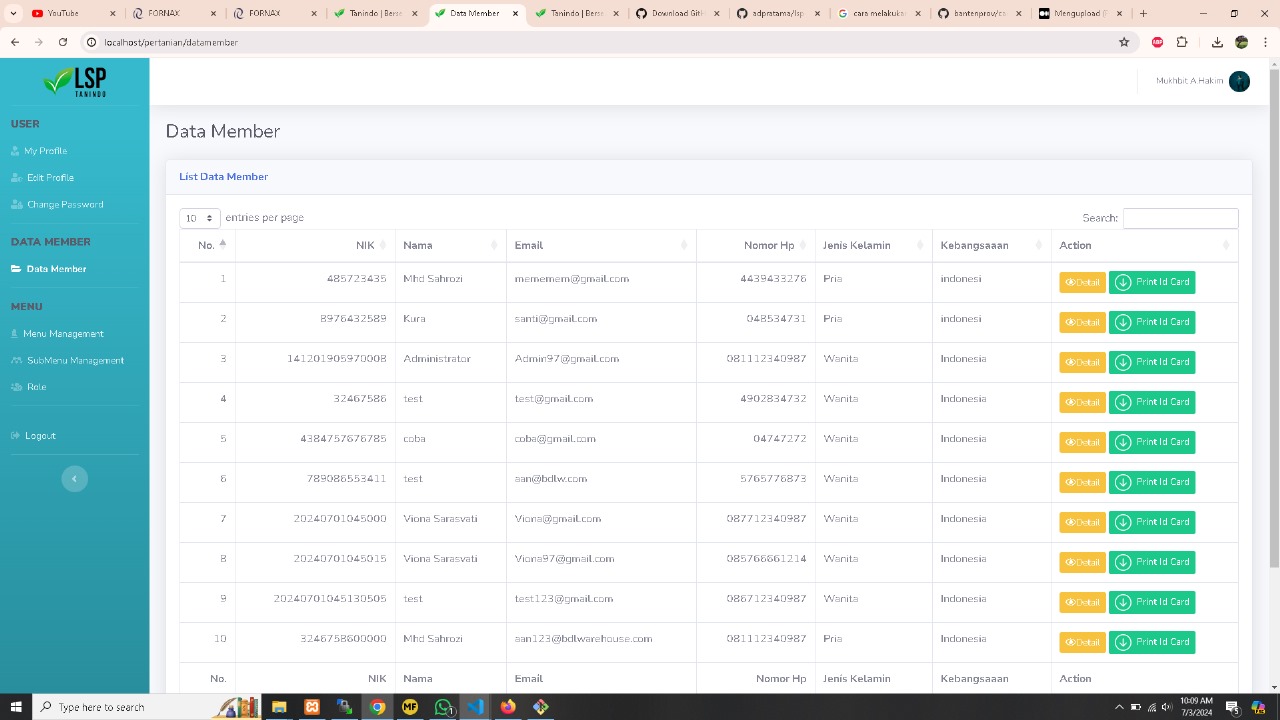 YouTube
FORNAX
FORNAX
Tanindo | Bers
Data Member
Tanindo | Bers
Download Git
adprotanso/lsp
cara melakukan
bantenprov/cs
Mengupload
localhost/pertanian/datamember
ABP
LSP
TANINDO
Mukhbit A Hakim
USER
My Profile
Edit Profile
Change Password
DATA MEMBER
Data Member
MENU
Menu Management
SubMenu Management
Role
Logout
Data Member
List Data Member
10 entries per page Search:
No. NIK Nama Email Nomor Hp Jenis Kelamin Kebangsaaan Action
1 485723435 Mhd Sahrozi mememem@gmail.com 4439433276 Pria indonesi Detail Print Id Card
2 8976432589 Kura santi@gmail.com 048534731 Pria indonesi Detail Print Id Card
3 141201905970008 Administrator Admin97@gmail.com 081112340987 Wanita Indonesia Detail Print Id Card
4 32467586 test test@gmail.com 4902834732 Wanita Indonesia Detail Print Id Card
5 4384757676785 coba coba@gmail.com 04747272 Wanita Indonesia Detail Print Id Card
6 789086553411 test aan@bdlw.com 5765776873 Wanita Indonesia Detail Print Id Card
7 20240701045000 Viona Sarasvati Viona@gmail.com 087712340987 Wanita Indonesia Detail Print Id Card
8 20240701045015 Viona Sarasvati Viona97@gmail.com 085766661214 Wanita Indonesia Detail Print Id Card
9 20240701045130505 test test123@gmail.com 086712340987 Wanita Indonesia Detail Print Id Card
10 3246758600000 Mhd Sahrozi aan123@bdlwarehouse.com 081112340987 Pria Indonesia Detail Print Id Card
No. NIK Nama Email Nomor Hp Jenis Kelamin Kebangsaaan Action
Type here to search
MF
1
10:09 AM
7/3/2024
5